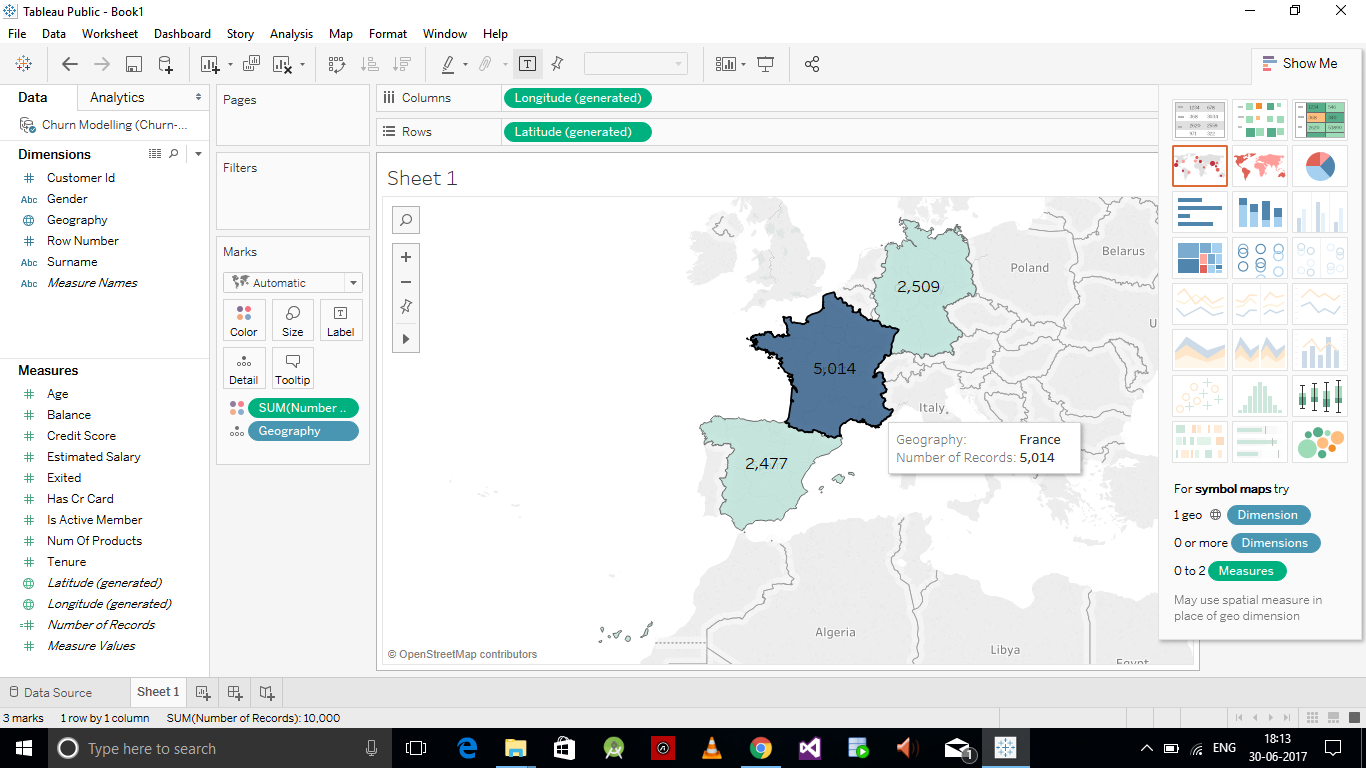 Tableau Public - Book1
File Data Worksheet Dashboard Story Analysis Map Format Window Help
Show Me
Data Analytics
Churn Modelling (Churn-...
Dimensions
Customer Id
Abc Gender
Geography
Row Number
Abc Surname
Abc Measure Names
Measures
Age
Balance
Credit Score
Estimated Salary
Exited
Has Cr Card
Is Active Member
Num Of Products
Tenure
Latitude (generated)
Longitude (generated)
Number of Records
Measure Values
Pages
Filters
Marks
Automatic
Color Size Label
Detail Tooltip
SUM(Number ..
Geography
Columns Longitude (generated)
Rows Latitude (generated)
Sheet 1
Belarus
Poland
2,509
U
5,014
Italy
Geography: France
Number of Records: 5,014
2,477
Algeria
Libya
Egypt
© OpenStreetMap contributors
For symbol maps try
1 geo Dimension
0 or more Dimensions
0 to 2 Measures
May use spatial measure in
place of geo dimension
Data Source Sheet 1
3 marks 1 row by 1 column SUM(Number of Records): 10,000
Type here to search
1
ENG
18:13
30-06-2017